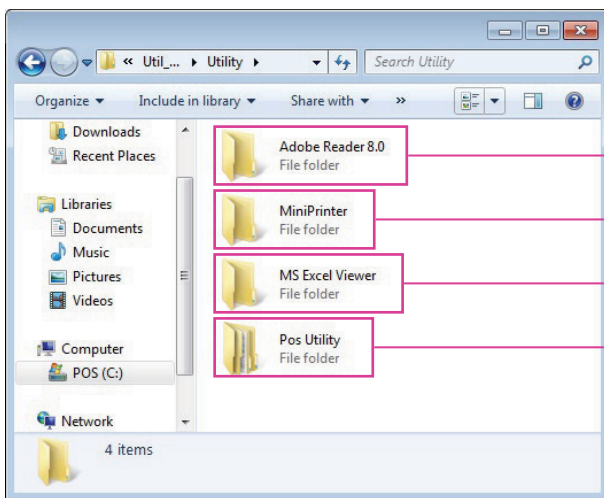 « Util_... ▸ Utility ▸
Search Utility
Organize ▼ Include in library ▼ Share with ▼ »
Downloads
Recent Places
Libraries
Documents
Music
Pictures
Videos
Computer
POS (C:)
Network
Adobe Reader 8.0
File folder
MiniPrinter
File folder
MS Excel Viewer
File folder
Pos Utility
File folder
4 items